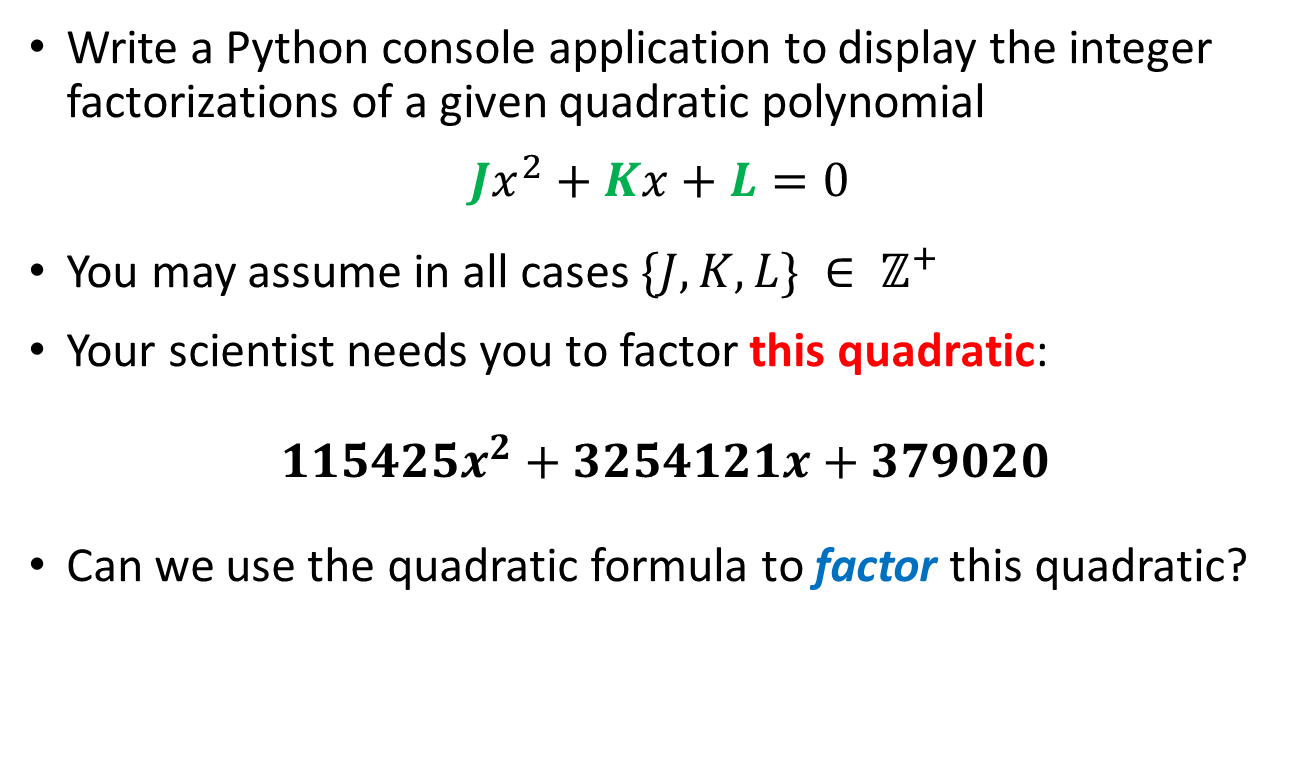 • Write a Python console application to display the integer
factorizations of a given quadratic polynomial
Jx² + Kx + L = 0
• You may assume in all cases {J, K, L} ∈ ℤ⁺
• Your scientist needs you to factor this quadratic:
115425x² + 3254121x + 379020
• Can we use the quadratic formula to factor this quadratic?